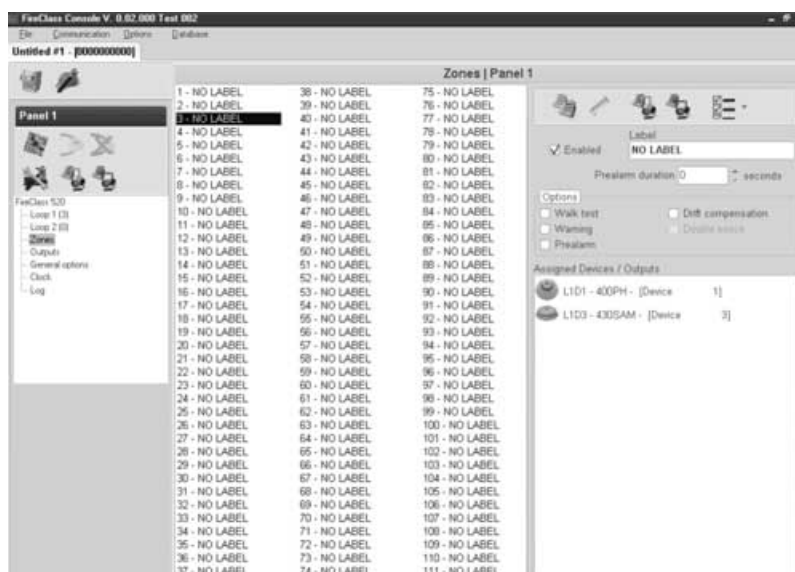 FireClass Console V. 0.02.000 Test 002
File Communication Options Database
Untitled #1 - [0000000000]
Zones | Panel 1
Panel 1
FireClass 520
Loop 1 (3)
Loop 2 (0)
Zones
Outputs
General options
Clock
Log
1 - NO LABEL
2 - NO LABEL
3 - NO LABEL
4 - NO LABEL
5 - NO LABEL
6 - NO LABEL
7 - NO LABEL
8 - NO LABEL
9 - NO LABEL
10 - NO LABEL
11 - NO LABEL
12 - NO LABEL
13 - NO LABEL
14 - NO LABEL
15 - NO LABEL
16 - NO LABEL
17 - NO LABEL
18 - NO LABEL
19 - NO LABEL
20 - NO LABEL
21 - NO LABEL
22 - NO LABEL
23 - NO LABEL
24 - NO LABEL
25 - NO LABEL
26 - NO LABEL
27 - NO LABEL
28 - NO LABEL
29 - NO LABEL
30 - NO LABEL
31 - NO LABEL
32 - NO LABEL
33 - NO LABEL
34 - NO LABEL
35 - NO LABEL
36 - NO LABEL
37 - NO LABEL
38 - NO LABEL
39 - NO LABEL
40 - NO LABEL
41 - NO LABEL
42 - NO LABEL
43 - NO LABEL
44 - NO LABEL
45 - NO LABEL
46 - NO LABEL
47 - NO LABEL
48 - NO LABEL
49 - NO LABEL
50 - NO LABEL
51 - NO LABEL
52 - NO LABEL
53 - NO LABEL
54 - NO LABEL
55 - NO LABEL
56 - NO LABEL
57 - NO LABEL
58 - NO LABEL
59 - NO LABEL
60 - NO LABEL
61 - NO LABEL
62 - NO LABEL
63 - NO LABEL
64 - NO LABEL
65 - NO LABEL
66 - NO LABEL
67 - NO LABEL
68 - NO LABEL
69 - NO LABEL
70 - NO LABEL
71 - NO LABEL
72 - NO LABEL
73 - NO LABEL
74 - NO LABEL
75 - NO LABEL
76 - NO LABEL
77 - NO LABEL
78 - NO LABEL
79 - NO LABEL
80 - NO LABEL
81 - NO LABEL
82 - NO LABEL
83 - NO LABEL
84 - NO LABEL
85 - NO LABEL
86 - NO LABEL
87 - NO LABEL
88 - NO LABEL
89 - NO LABEL
90 - NO LABEL
91 - NO LABEL
92 - NO LABEL
93 - NO LABEL
94 - NO LABEL
95 - NO LABEL
96 - NO LABEL
97 - NO LABEL
98 - NO LABEL
99 - NO LABEL
100 - NO LABEL
101 - NO LABEL
102 - NO LABEL
103 - NO LABEL
104 - NO LABEL
105 - NO LABEL
106 - NO LABEL
107 - NO LABEL
108 - NO LABEL
109 - NO LABEL
110 - NO LABEL
111 - NO LABEL
Label
Enabled NO LABEL
Prealarm duration 0 seconds
Options
Walk test Drift compensation
Warning Double knock
Prealarm
Assigned Devices / Outputs
L1D1 - 400PH - [Device 1]
L1D3 - 430SAM - [Device 3]